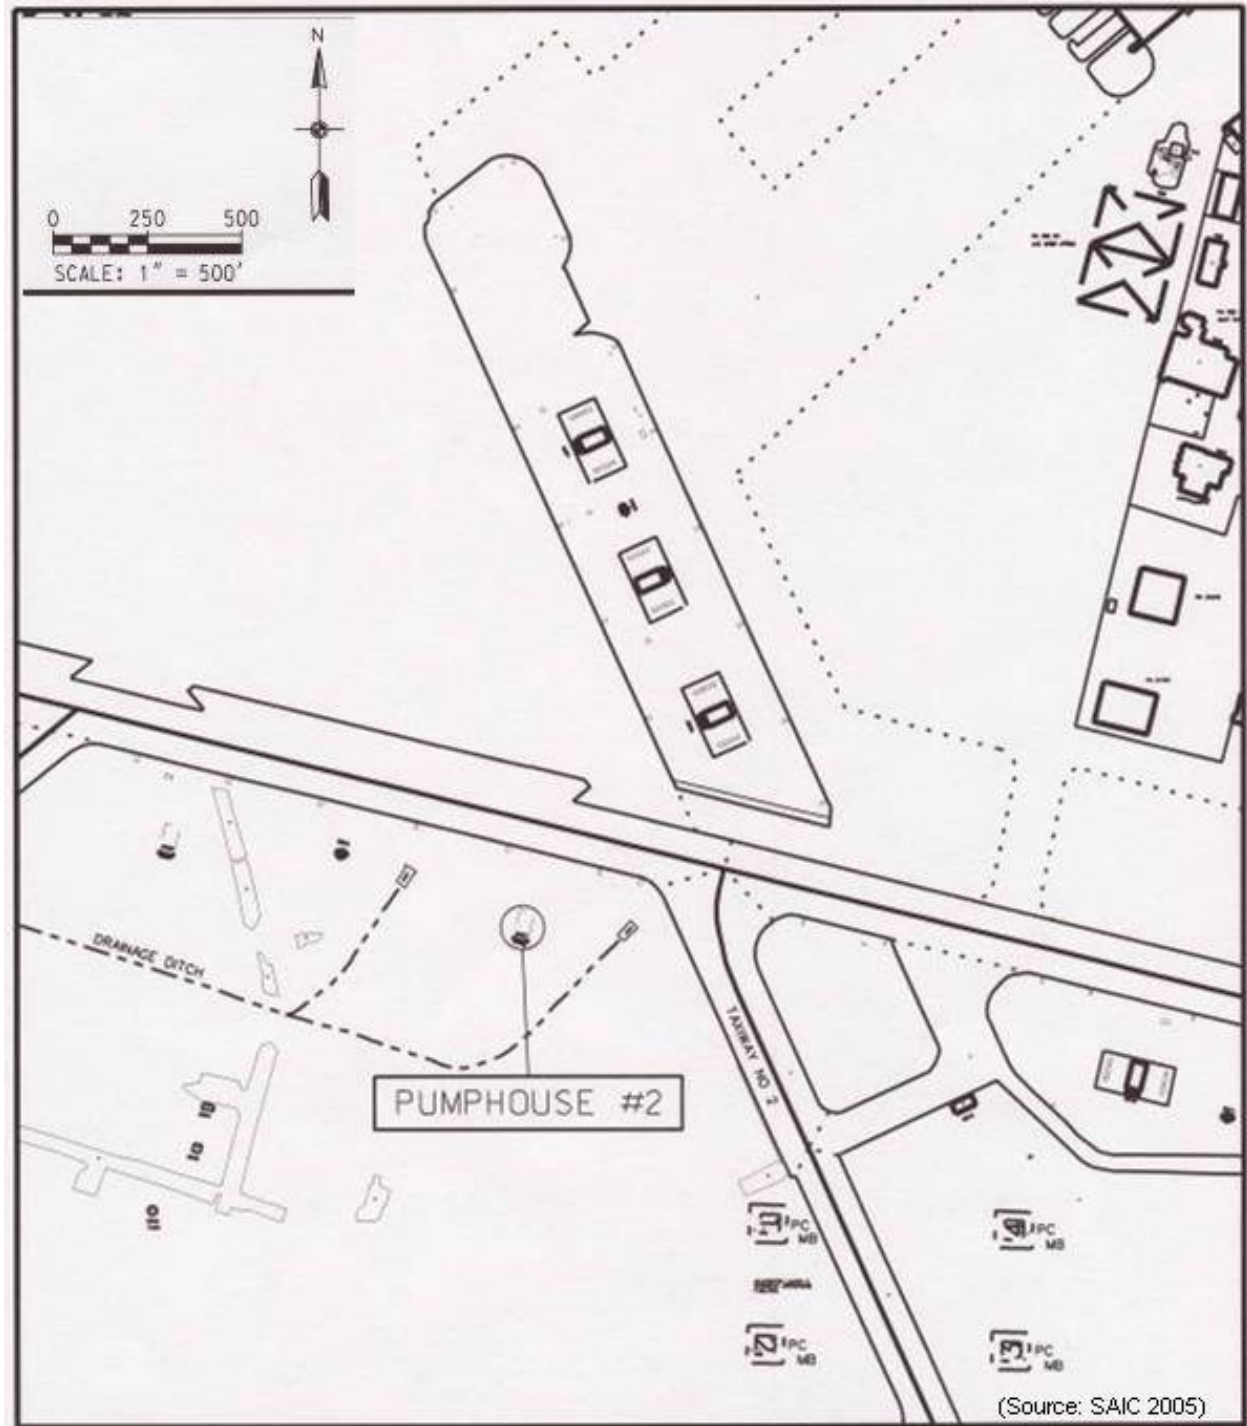 N
0 250 500
SCALE: 1" = 500'
DRAINAGE DITCH
TAXIWAY NO 2
PUMPHOUSE #2
PC
MB
PC
MB
PC
MB
PC
MB
(Source: SAIC 2005)